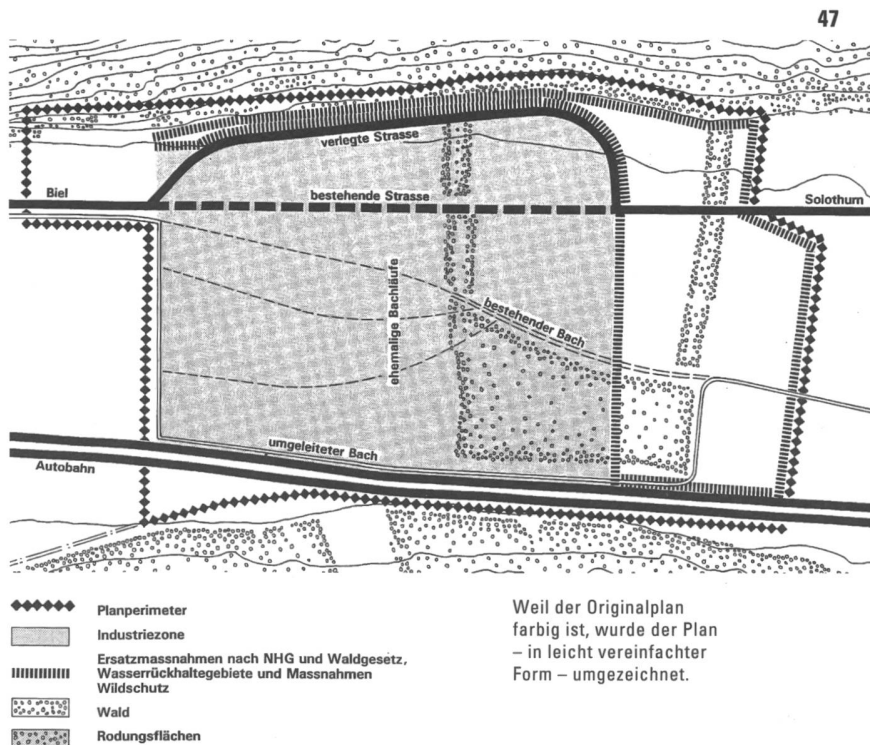 47
verlegte Strasse
Biel
bestehende Strasse
Solothurn
ehemalige Bachläufe
bestehender Bach
umgeleiteter Bach
Autobahn
Planperimeter
Industriezone
Ersatzmassnahmen nach NHG und Waldgesetz,
Wasserrückhaltegebiete und Massnahmen
Wildschutz
Wald
Rodungsflächen
Weil der Originalplan
farbig ist, wurde der Plan
– in leicht vereinfachter
Form – umgezeichnet.